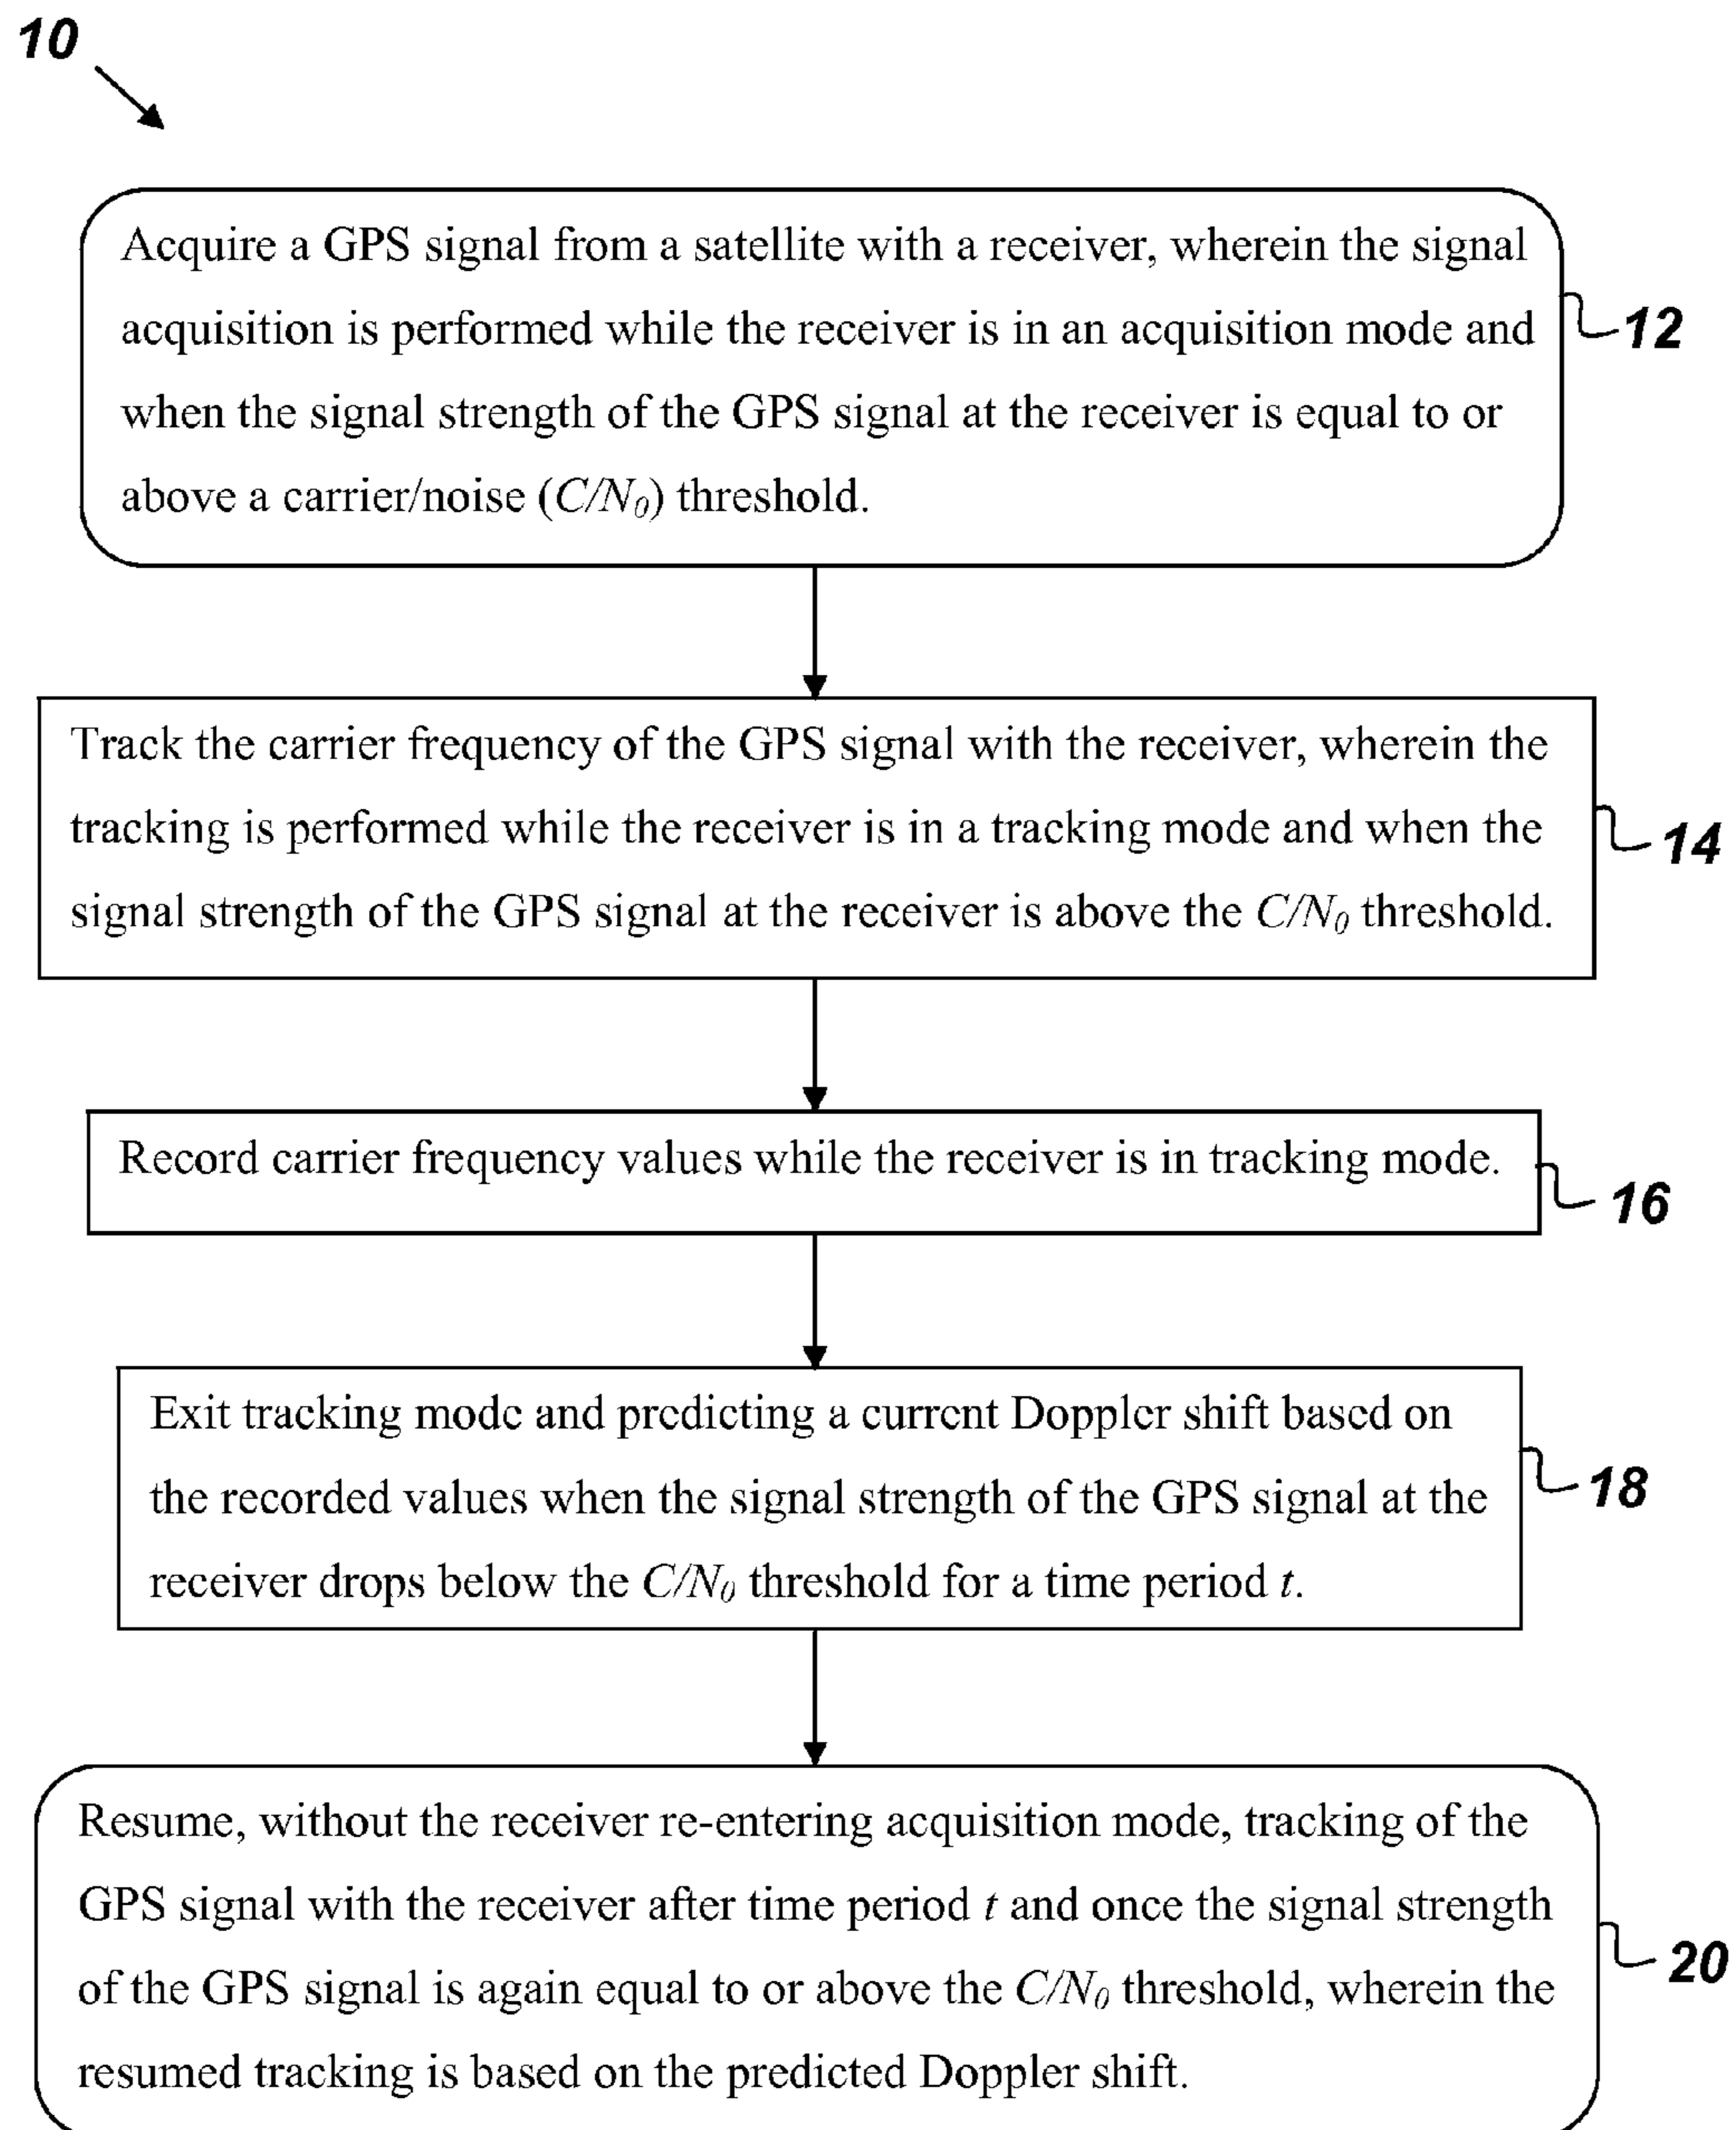 10
Acquire a GPS signal from a satellite with a receiver, wherein the signal
acquisition is performed while the receiver is in an acquisition mode and
when the signal strength of the GPS signal at the receiver is equal to or
above a carrier/noise (C/N₀) threshold.
12
Track the carrier frequency of the GPS signal with the receiver, wherein the
tracking is performed while the receiver is in a tracking mode and when the
signal strength of the GPS signal at the receiver is above the C/N₀ threshold.
14
Record carrier frequency values while the receiver is in tracking mode.
16
Exit tracking mode and predicting a current Doppler shift based on
the recorded values when the signal strength of the GPS signal at the
receiver drops below the C/N₀ threshold for a time period t.
18
Resume, without the receiver re-entering acquisition mode, tracking of the
GPS signal with the receiver after time period t and once the signal strength
of the GPS signal is again equal to or above the C/N₀ threshold, wherein the
resumed tracking is based on the predicted Doppler shift.
20